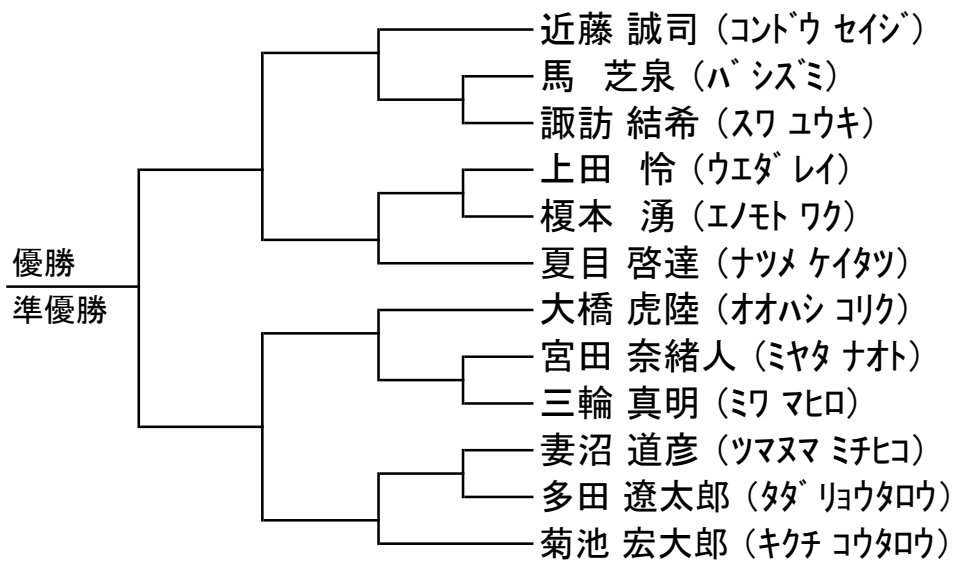 近藤 誠司（コンドウ セイジ）
馬　芝泉（バ シズミ）
諏訪 結希（スワ ユウキ）
上田　怜（ウエダ レイ）
榎本　湧（エノモト ワク）
夏目 啓達（ナツメ ケイタツ）
優勝
準優勝
大橋 虎陸（オオハシ コリク）
宮田 奈緒人（ミヤタ ナオト）
三輪 真明（ミワ マヒロ）
妻沼 道彦（ツマヌマ ミチヒコ）
多田 遼太郎（タダ リョウタロウ）
菊池 宏大郎（キクチ コウタロウ）